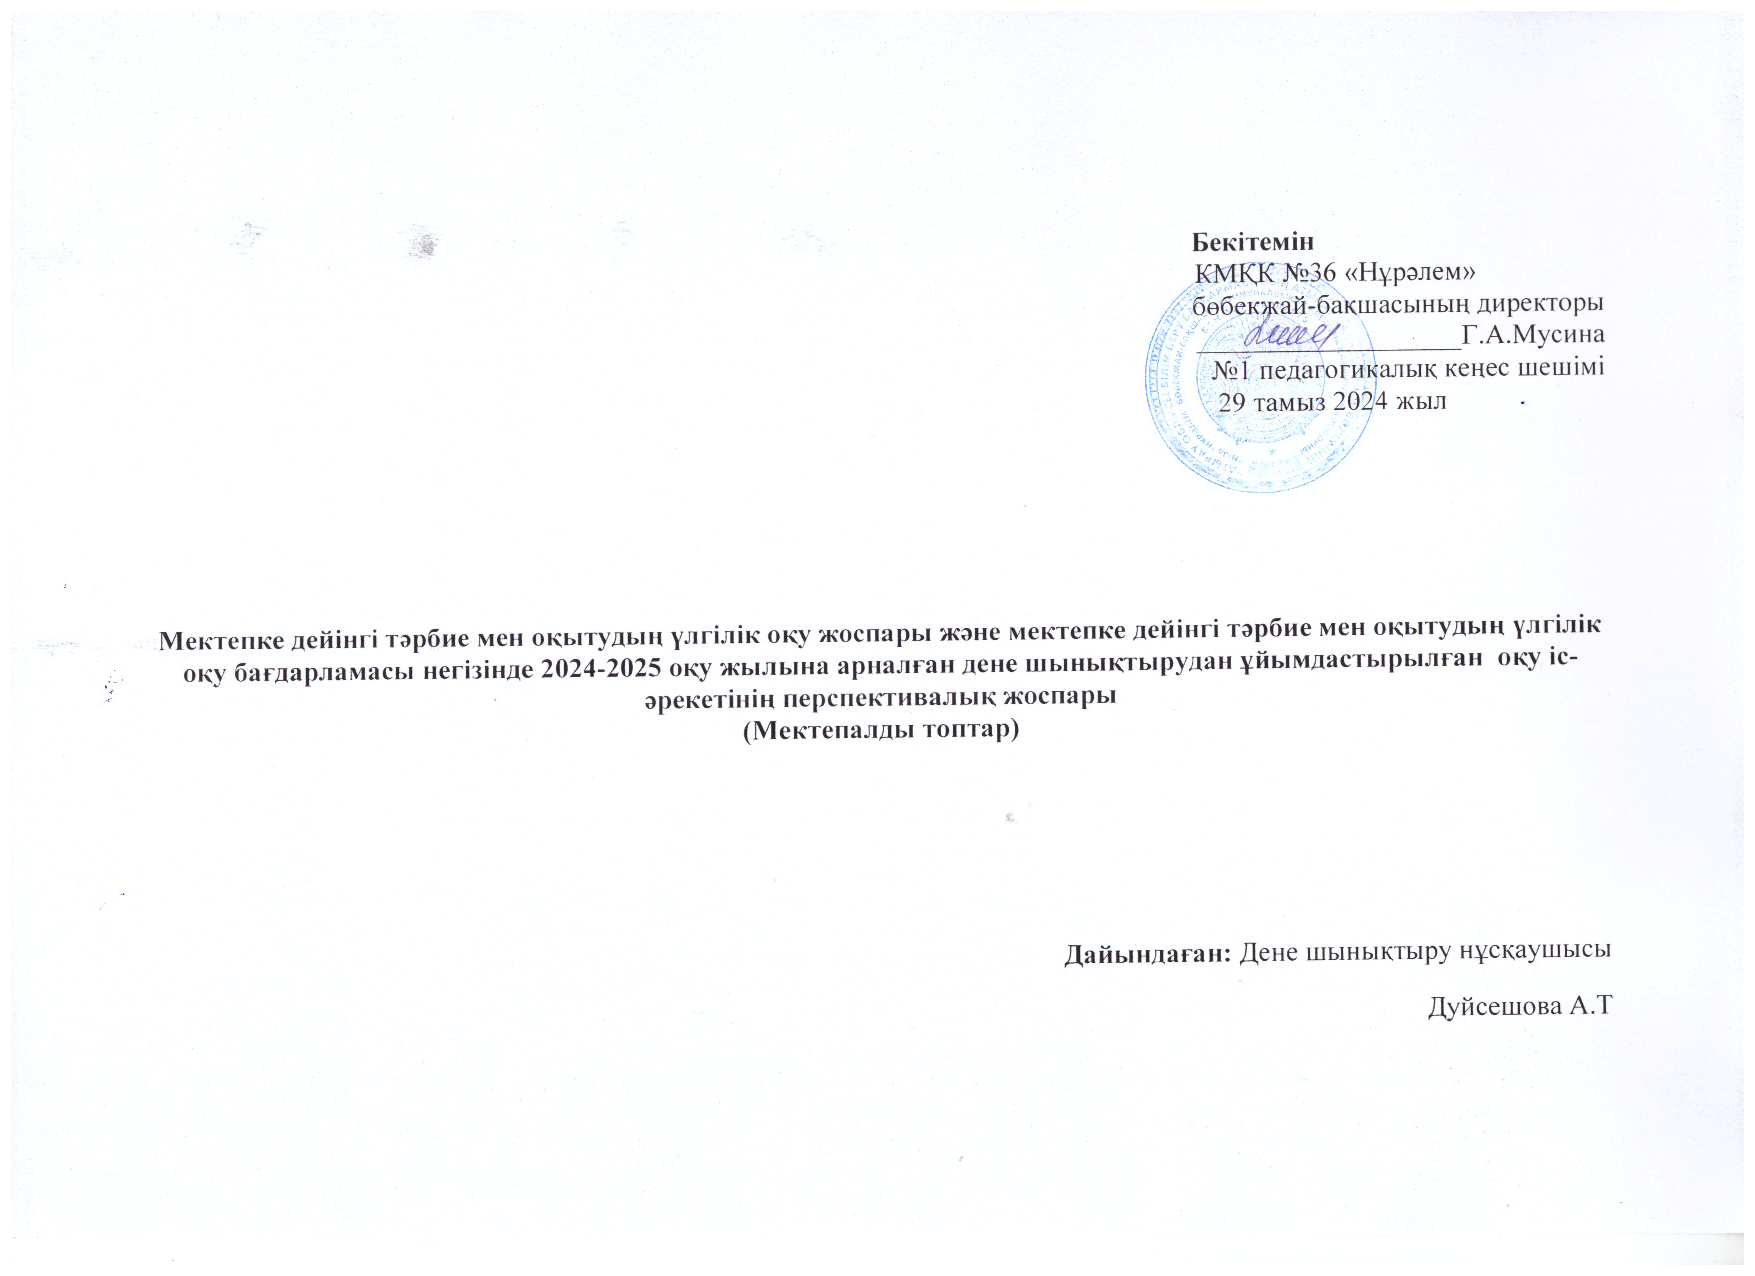 Бекітемін
КМҚК №36 «Нұрәлем»
бөбекжай-бақшасының директоры
____________________Г.А.Мусина
№1 педагогикалық кеңес шешімі
29 тамыз 2024 жыл
Мектепке дейінгі тәрбие мен оқытудың үлгілік оқу жоспары және мектепке дейінгі тәрбие мен оқытудың үлгілік
оқу бағдарламасы негізінде 2024-2025 оқу жылына арналған дене шынықтырудан ұйымдастырылған оқу іс-
әрекетінің перспективалық жоспары
(Мектепалды топтар)
Дайындаған: Дене шынықтыру нұсқаушысы
Дуйсешова А.Т